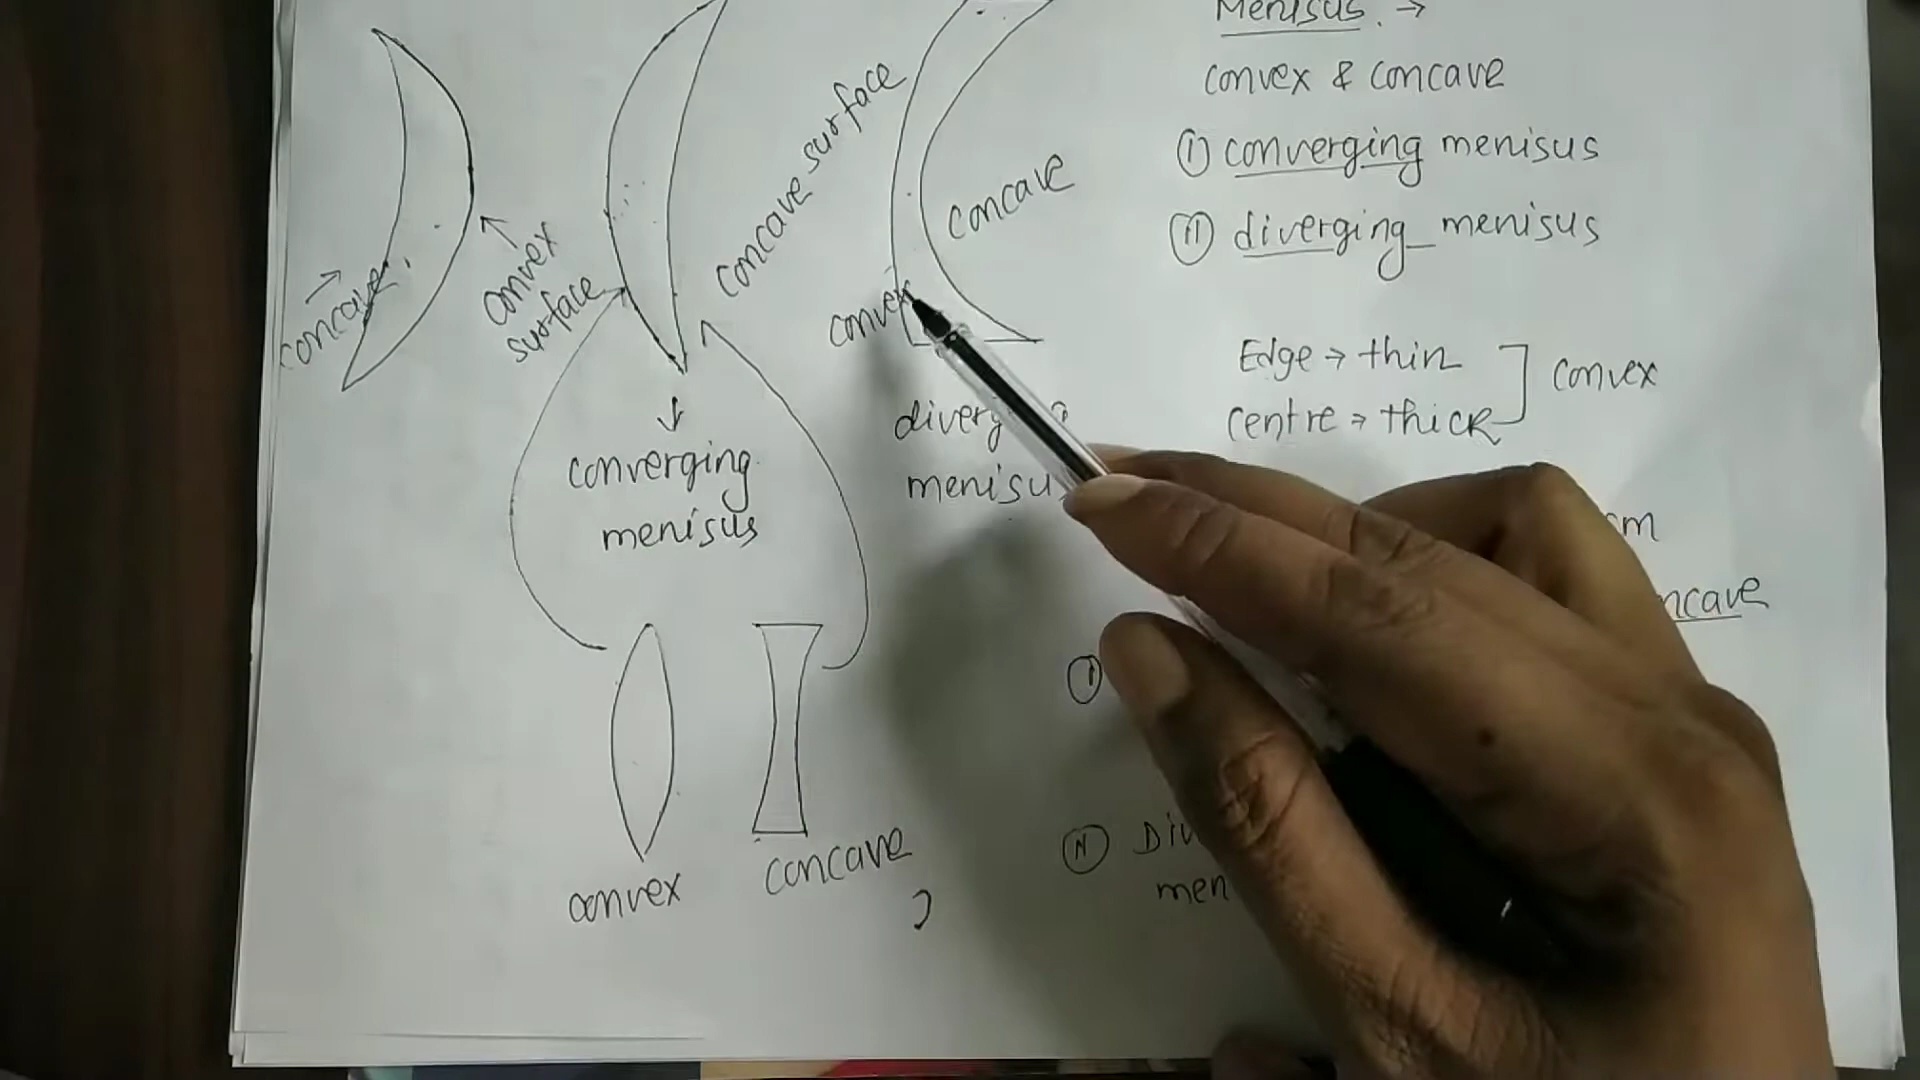 Menisus. →
convex & concave
(I) converging menisus
(II) diverging menisus
Edge → thin
centre → thick
convex
concave
convex
surface
concave surface
concave
convex
converging
menisus
menisu
convex
concave